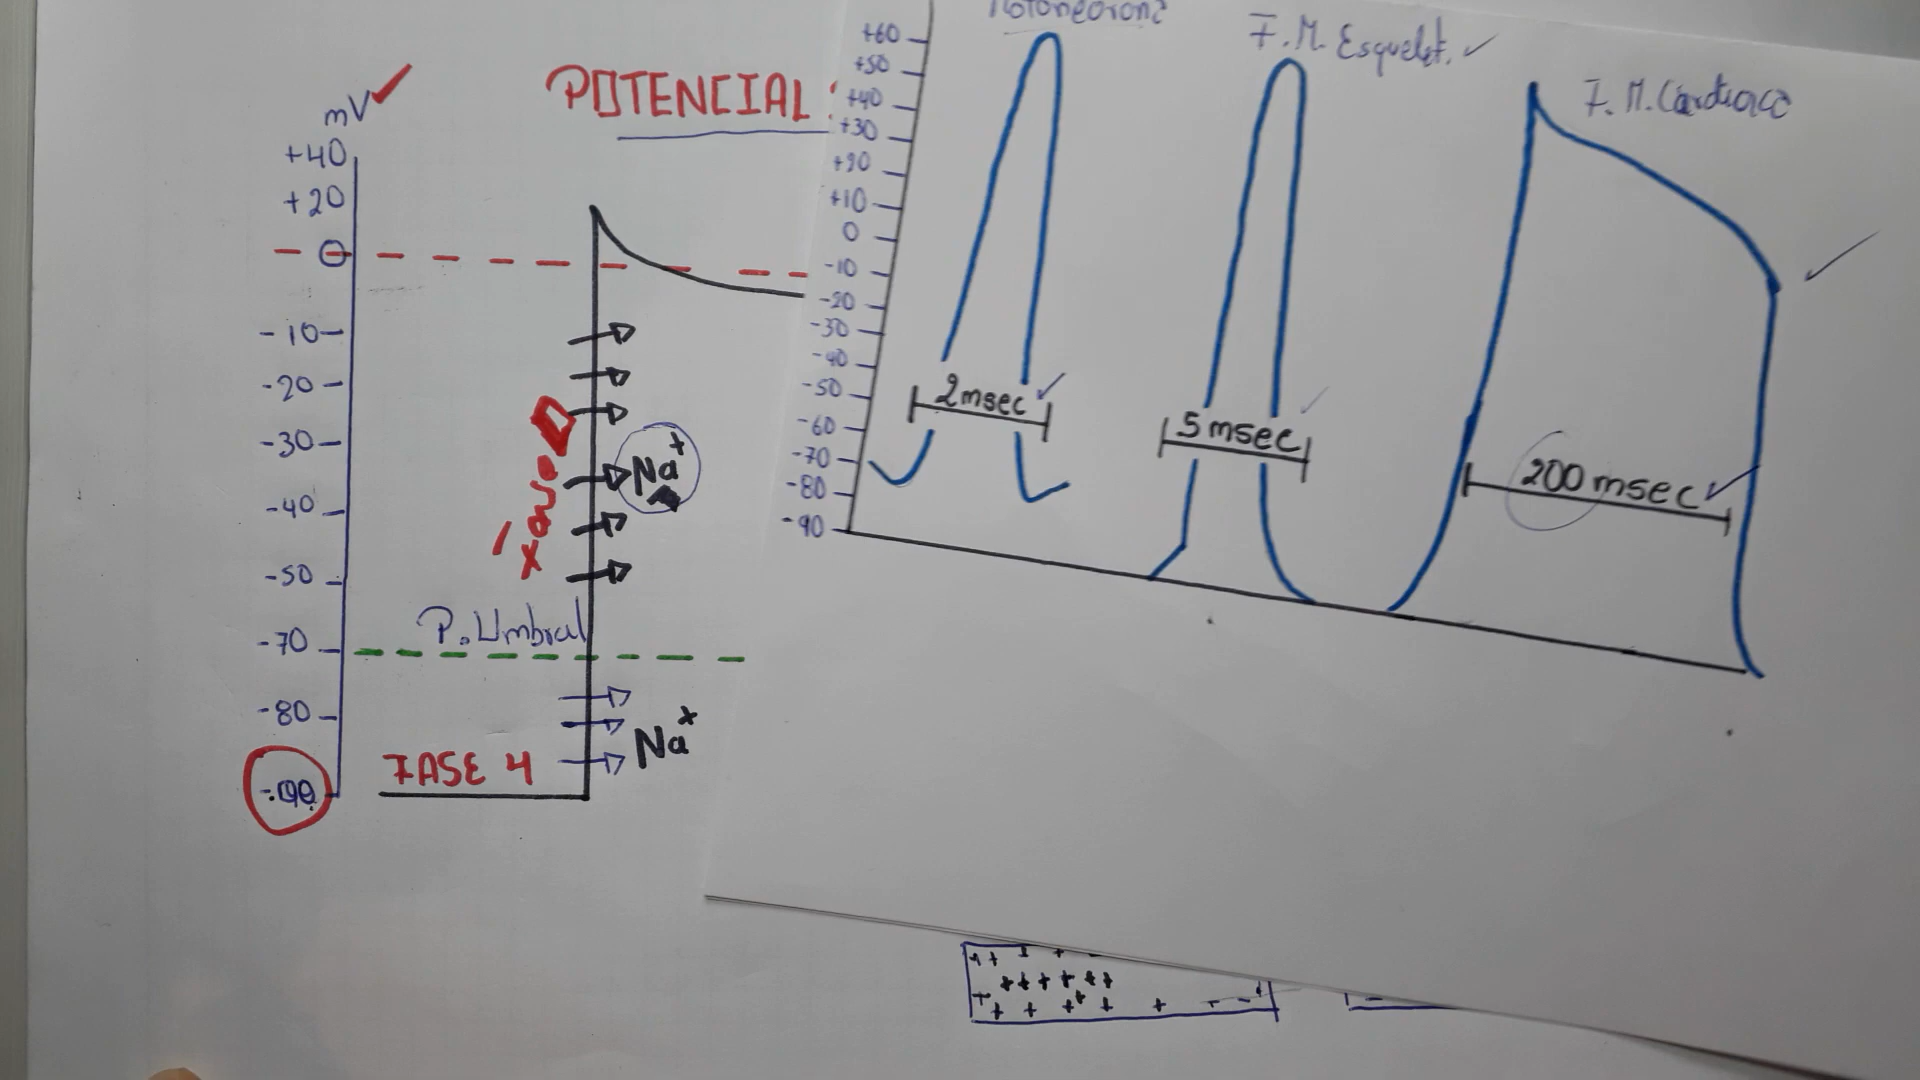 mV
+40
+20
0
-10
-20
-30
-40
-50
-70
-80
-90
POTENCIAL
Na+
P. Umbral
Na+
FASE 4
Motoneurona
F.M. Esquelet.
F.M. Cardiaca
+60
+50
+40
+30
+20
+10
0
-10
-20
-30
-40
-50
-60
-70
-80
-90
2msec
5msec
200msec